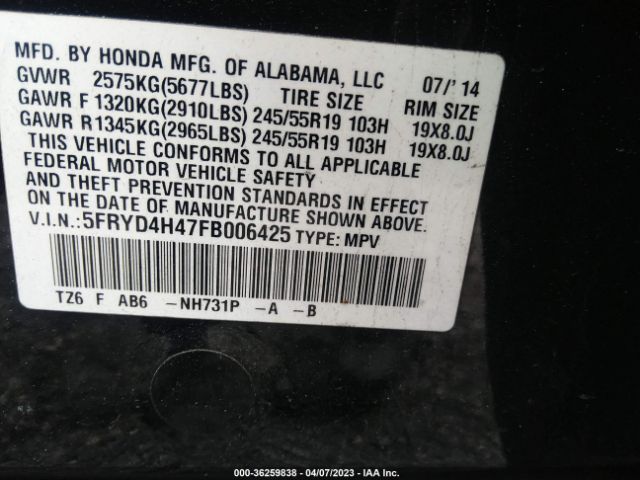 MFD. BY HONDA MFG. OF ALABAMA, LLC 07/'14
GVWR 2575KG(5677LBS) TIRE SIZE RIM SIZE
GAWR F 1320KG(2910LBS) 245/55R19 103H 19X8.0J
GAWR R1345KG(2965LBS) 245/55R19 103H 19X8.0J
THIS VEHICLE CONFORMS TO ALL APPLICABLE
FEDERAL MOTOR VEHICLE SAFETY
AND THEFT PREVENTION STANDARDS IN EFFECT
ON THE DATE OF MANUFACTURE SHOWN ABOVE.
V.I.N.:5FRYD4H47FB006425 TYPE: MPV
TZ6 F AB6 -NH731P -A -B
000-36259838 - 04/07/2023 - IAA Inc.